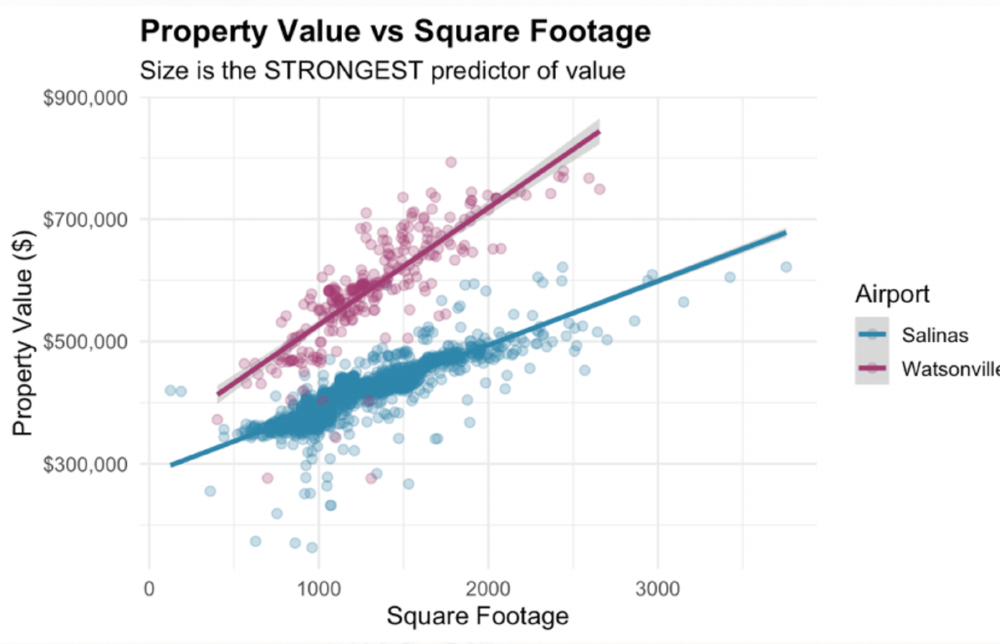 Property Value vs Square Footage
Size is the STRONGEST predictor of value
$900,000
$700,000
$500,000
$300,000
Property Value ($)
0 1000 2000 3000
Square Footage
Airport
Salinas
Watsonville